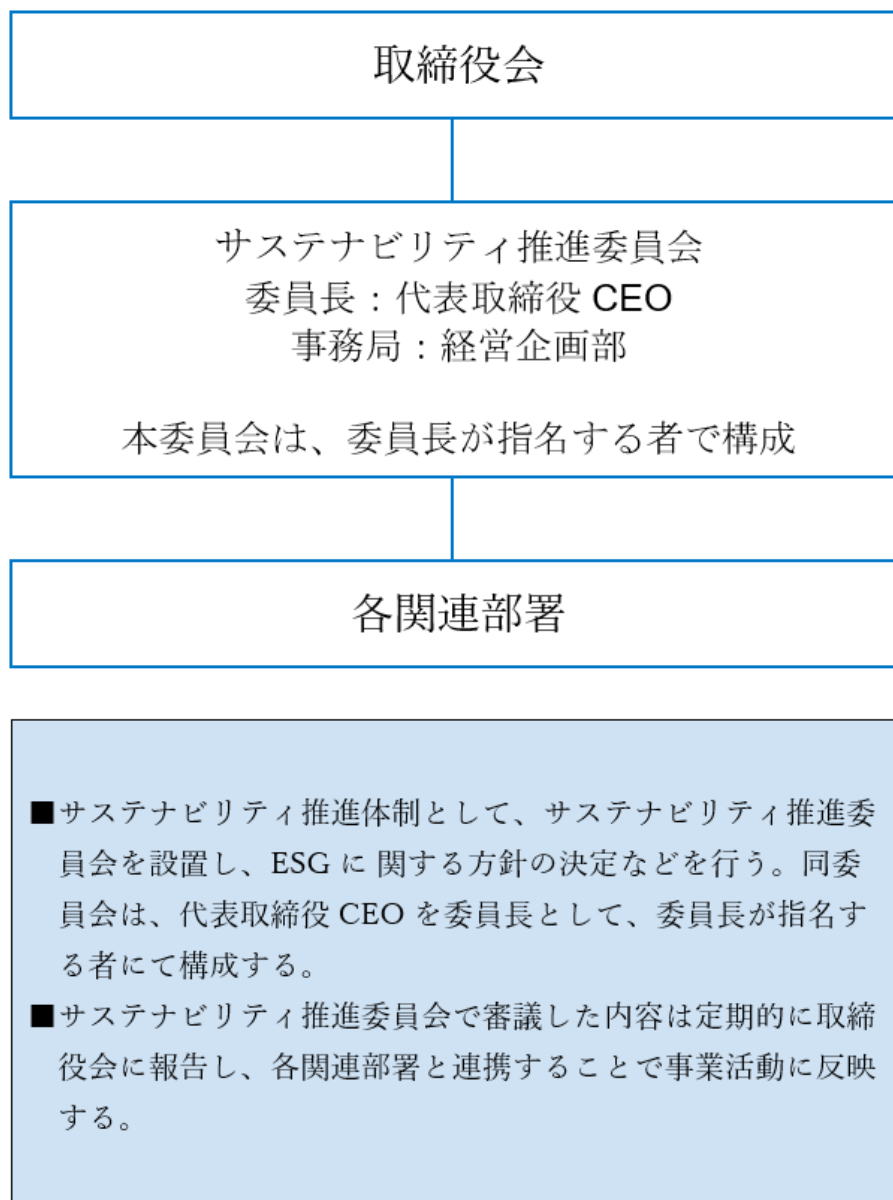 取締役会
サステナビリティ推進委員会
委員長：代表取締役 CEO
事務局：経営企画部
本委員会は、委員長が指名する者で構成
各関連部署
■サステナビリティ推進体制として、サステナビリティ推進委
員会を設置し、ESG に 関する方針の決定などを行う。同委
員会は、代表取締役 CEO を委員長として、委員長が指名す
る者にて構成する。
■サステナビリティ推進委員会で審議した内容は定期的に取締
役会に報告し、各関連部署と連携することで事業活動に反映
する。